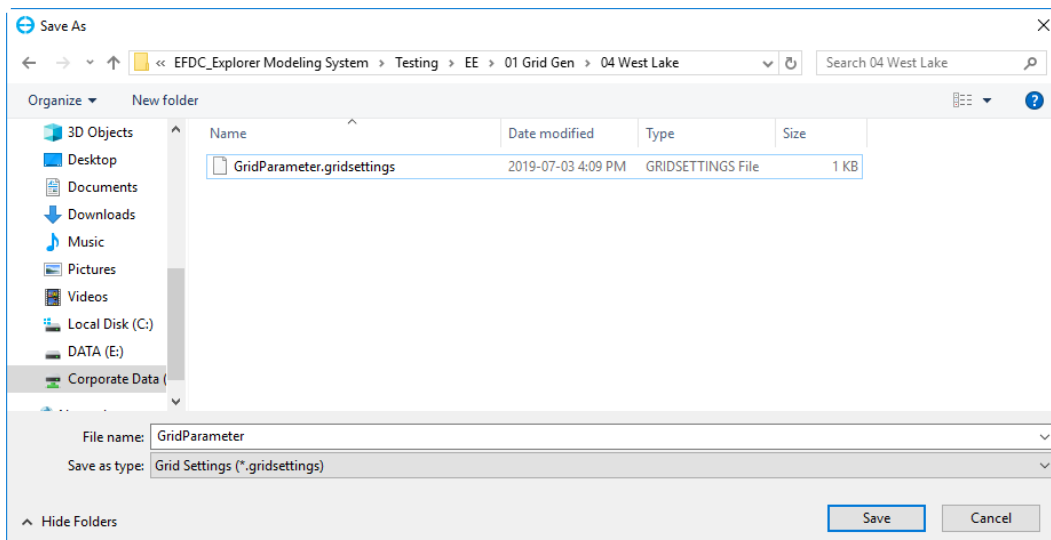 Save As
« EFDC_Explorer Modeling System > Testing > EE > 01 Grid Gen > 04 West Lake
Search 04 West Lake
Organize New folder
Name Date modified Type Size
3D Objects
GridParameter.gridsettings 2019-07-03 4:09 PM GRIDSETTINGS File 1 KB
Desktop
Documents
Downloads
Music
Pictures
Videos
Local Disk (C:)
DATA (E:)
Corporate Data (
File name: GridParameter
Save as type: Grid Settings (*.gridsettings)
Hide Folders
Save Cancel